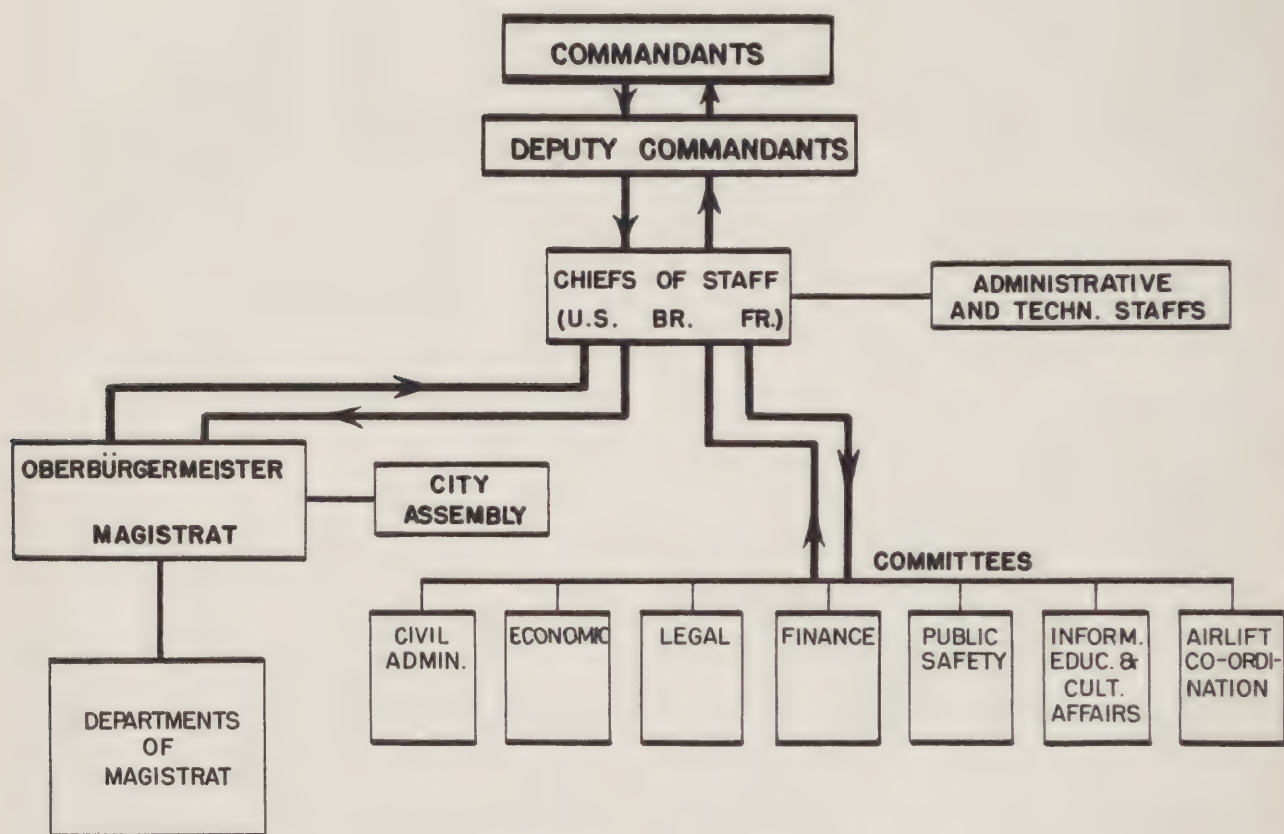 COMMANDANTS
DEPUTY COMMANDANTS
CHIEFS OF STAFF
(U.S. BR. FR.)
ADMINISTRATIVE
AND TECHN. STAFFS
OBERBÜRGERMEISTER
MAGISTRAT
CITY
ASSEMBLY
DEPARTMENTS
OF
MAGISTRAT
COMMITTEES
CIVIL
ADMIN.
ECONOMIC
LEGAL
FINANCE
PUBLIC
SAFETY
INFORM.
EDUC. &
CULT.
AFFAIRS
AIRLIFT
CO-ORDI-
NATION